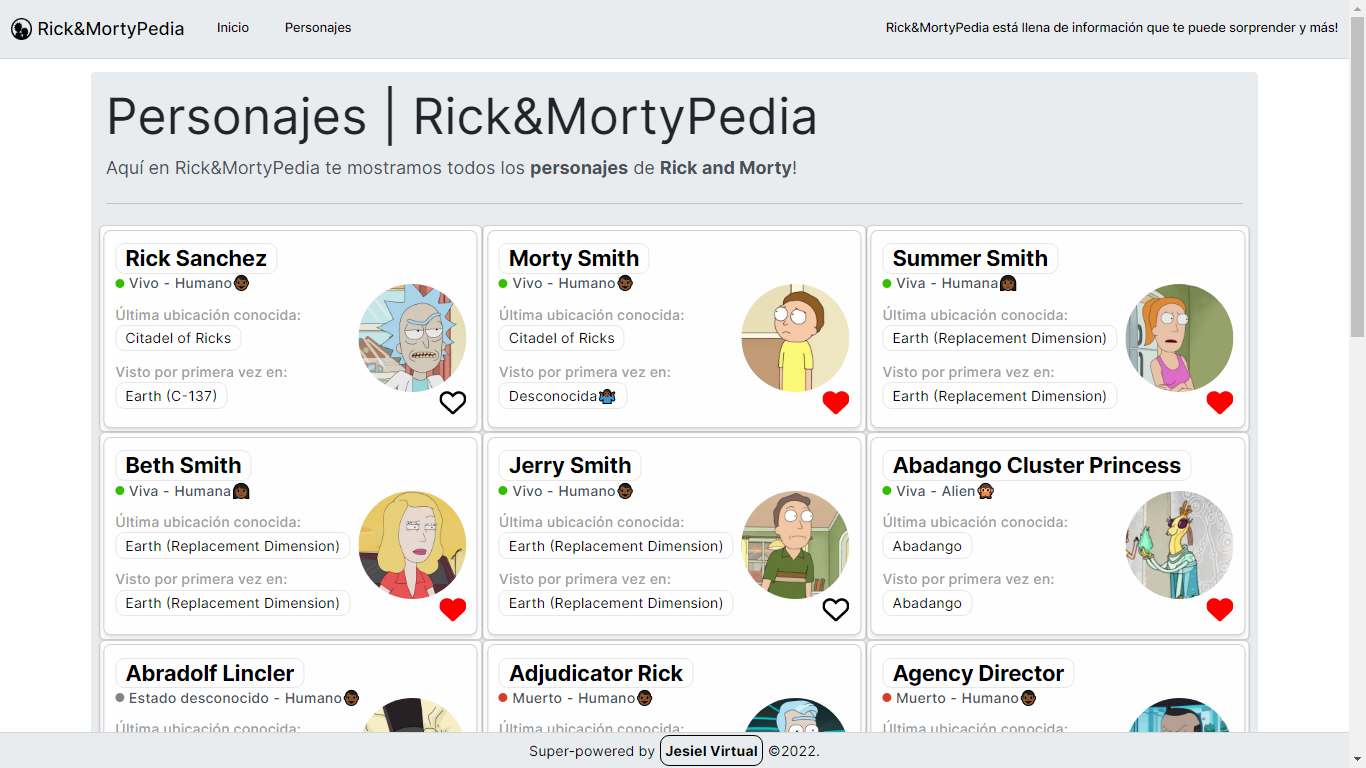 Rick&MortyPedia Inicio Personajes Rick&MortyPedia está llena de información que te puede sorprender y más!
Personajes | Rick&MortyPedia
Aquí en Rick&MortyPedia te mostramos todos los personajes de Rick and Morty!
Rick Sanchez
Vivo - Humano👨🏿
Última ubicación conocida:
Citadel of Ricks
Visto por primera vez en:
Earth (C-137)
Morty Smith
Vivo - Humano👨🏿
Última ubicación conocida:
Citadel of Ricks
Visto por primera vez en:
Desconocida🤷🏿‍♂️
Summer Smith
Viva - Humana👩🏿
Última ubicación conocida:
Earth (Replacement Dimension)
Visto por primera vez en:
Earth (Replacement Dimension)
Beth Smith
Viva - Humana👩🏿
Última ubicación conocida:
Earth (Replacement Dimension)
Visto por primera vez en:
Earth (Replacement Dimension)
Jerry Smith
Vivo - Humano👨🏿
Última ubicación conocida:
Earth (Replacement Dimension)
Visto por primera vez en:
Earth (Replacement Dimension)
Abadango Cluster Princess
Viva - Alien🙊
Última ubicación conocida:
Abadango
Visto por primera vez en:
Abadango
Abradolf Lincler
Estado desconocido - Humano👨🏿
Última ubicación conocida:
Adjudicator Rick
Muerto - Humano👨🏿
Última ubicación conocida:
Agency Director
Muerto - Humano👨🏿
Última ubicación conocida:
Super-powered by Jesiel Virtual ©2022.